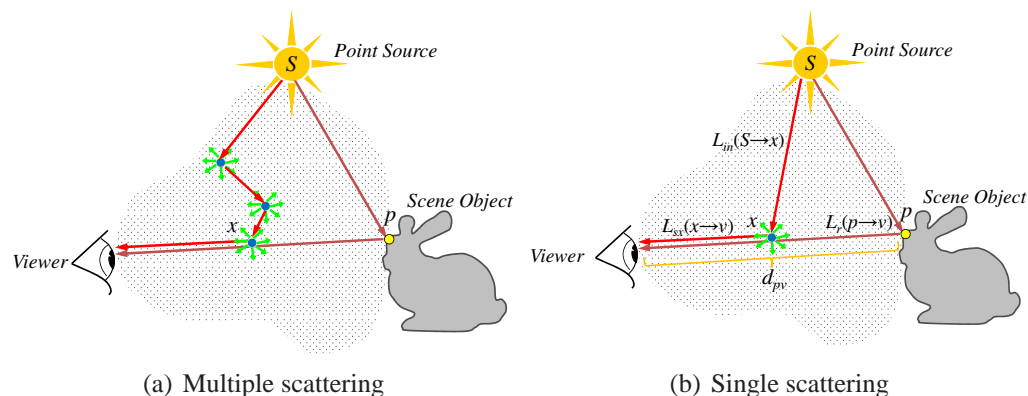 S
Point Source
Scene Object
p
x
Viewer
(a) Multiple scattering
S
Point Source
L_in(S→x)
Scene Object
p
x
L_sx(x→v)
L_r(p→v)
Viewer
d_pv
(b) Single scattering